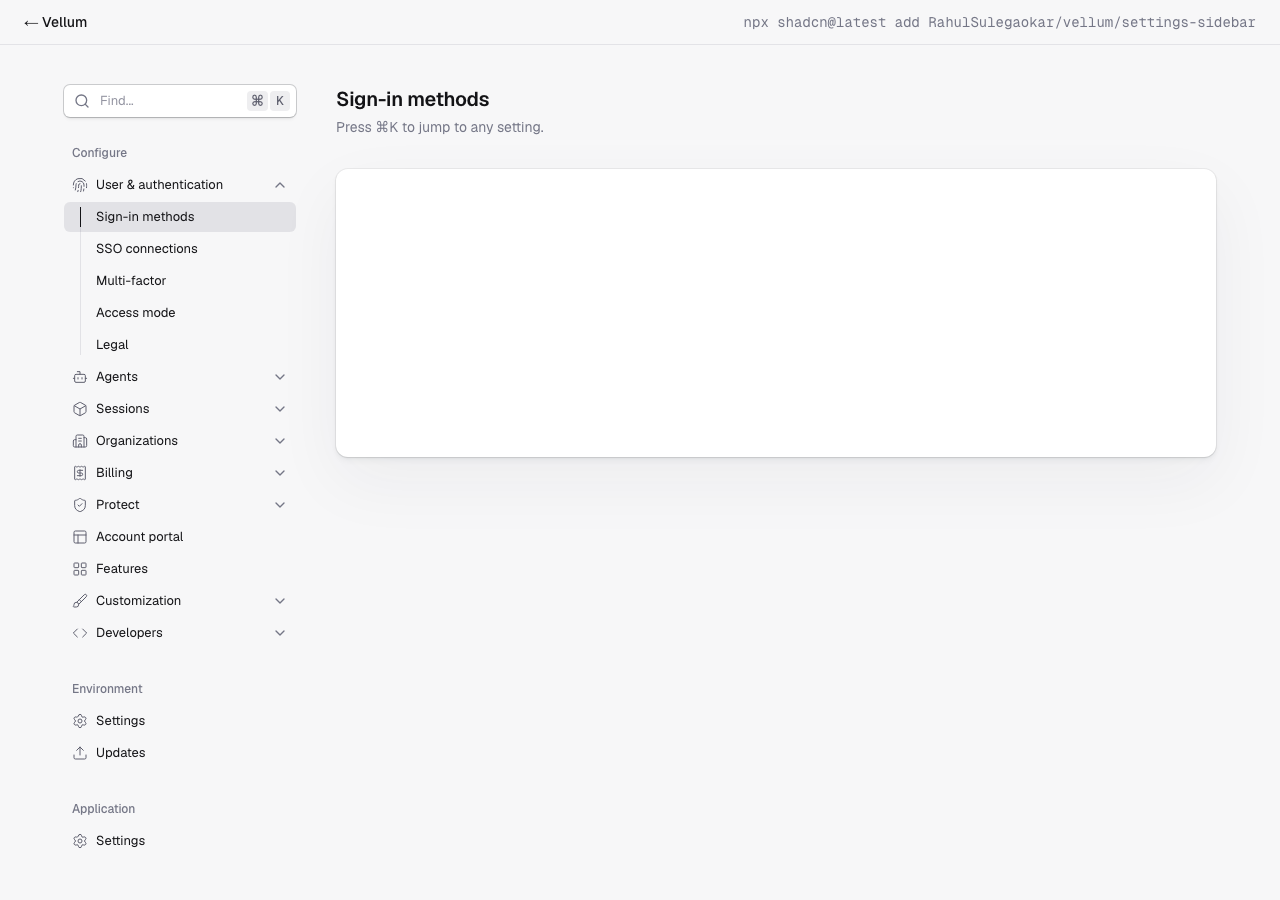 ← Vellum
npx shadcn@latest add RahulSulegaokar/vellum/settings-sidebar
Find...
⌘ K
Configure
User & authentication
Sign-in methods
SSO connections
Multi-factor
Access mode
Legal
Agents
Sessions
Organizations
Billing
Protect
Account portal
Features
Customization
Developers
Environment
Settings
Updates
Application
Settings
Sign-in methods
Press ⌘K to jump to any setting.